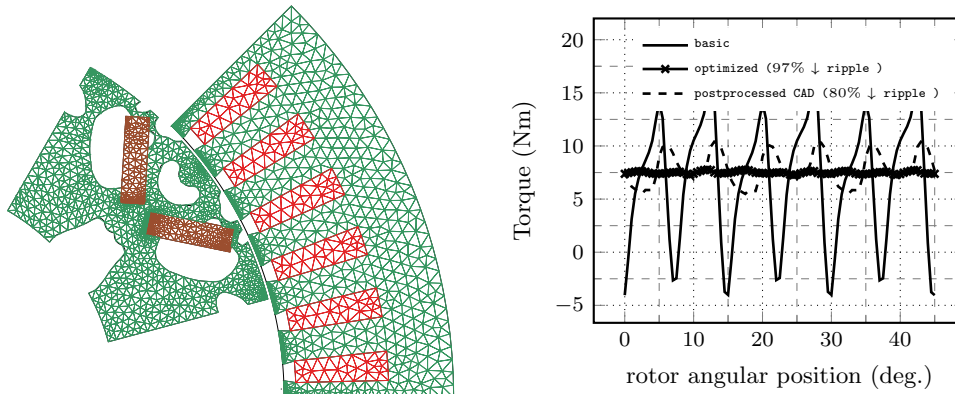 20
15
10
5
0
−5
Torque (Nm)
basic
optimized (97% ↓ ripple )
postprocessed CAD (80% ↓ ripple )
0 10 20 30 40
rotor angular position (deg.)